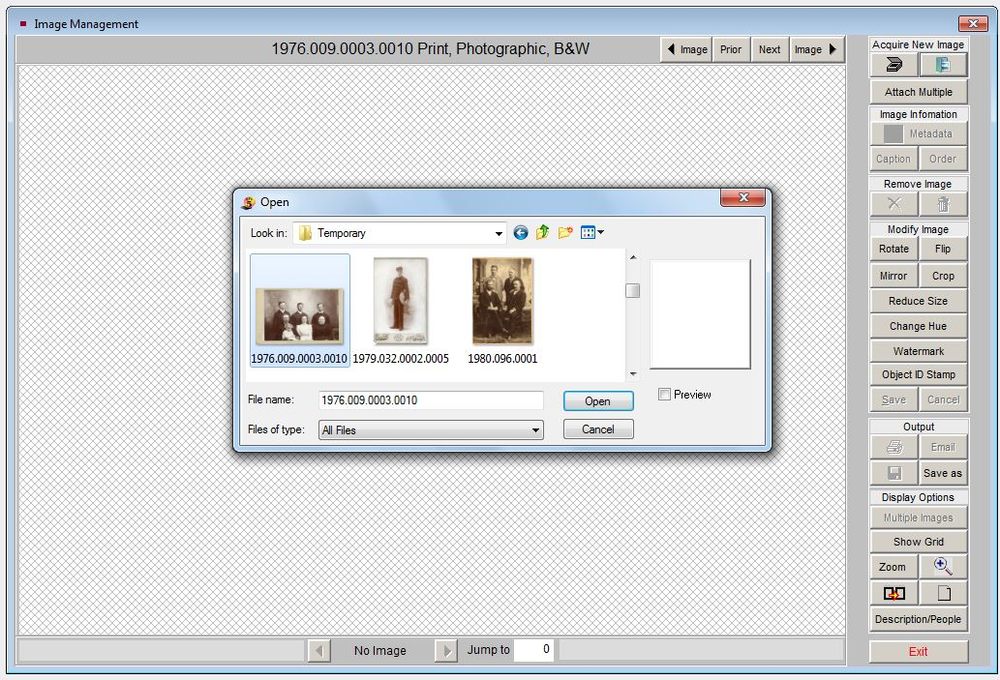 Image Management
1976.009.0003.0010 Print, Photographic, B&W
Image
Prior
Next
Image
Acquire New Image
Attach Multiple
Image Infomation
Metadata
Caption
Order
Remove Image
Modify Image
Rotate
Flip
Mirror
Crop
Reduce Size
Change Hue
Watermark
Object ID Stamp
Save
Cancel
Output
Email
Save as
Display Options
Multiple Images
Show Grid
Zoom
Description/People
Exit
Open
Look in:
Temporary
1976.009.0003.0010
1979.032.0002.0005
1980.096.0001
File name:
1976.009.0003.0010
Open
Preview
Files of type:
All Files
Cancel
No Image
Jump to
0